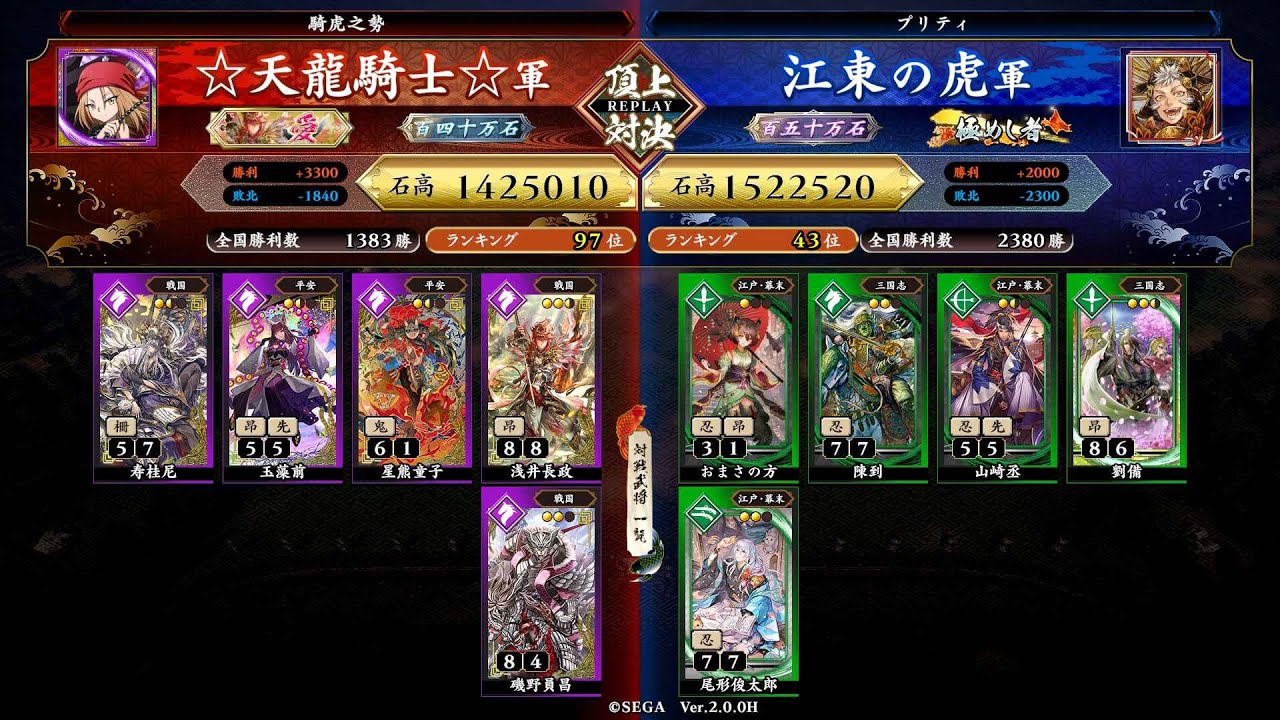 騎虎之勢
プリティ
☆天龍騎士☆軍
頂上
REPLAY
対決
江東の虎軍
愛
百四十万石
百五十万石
極めし者
勝利 +3300
敗北 -1840
石高 1425010
石高 1522520
勝利 +2000
敗北 -2300
全国勝利数 1383勝
ランキング 97位
ランキング 43位
全国勝利数 2380勝
戦国
柵
5 7
寿桂尼
平安
昂 先
5 5
玉藻前
平安
鬼
6 1
星熊童子
戦国
昂
8 8
浅井長政
江戸・幕末
忍 昂
3 1
おまさの方
三国志
忍
7 7
陳到
江戸・幕末
忍 先
5 5
山崎丞
三国志
昂
8 6
劉備
対戦武将一覧
戦国
8 4
磯野員昌
江戸・幕末
忍
7 7
尾形俊太郎
©SEGA Ver.2.0.0H